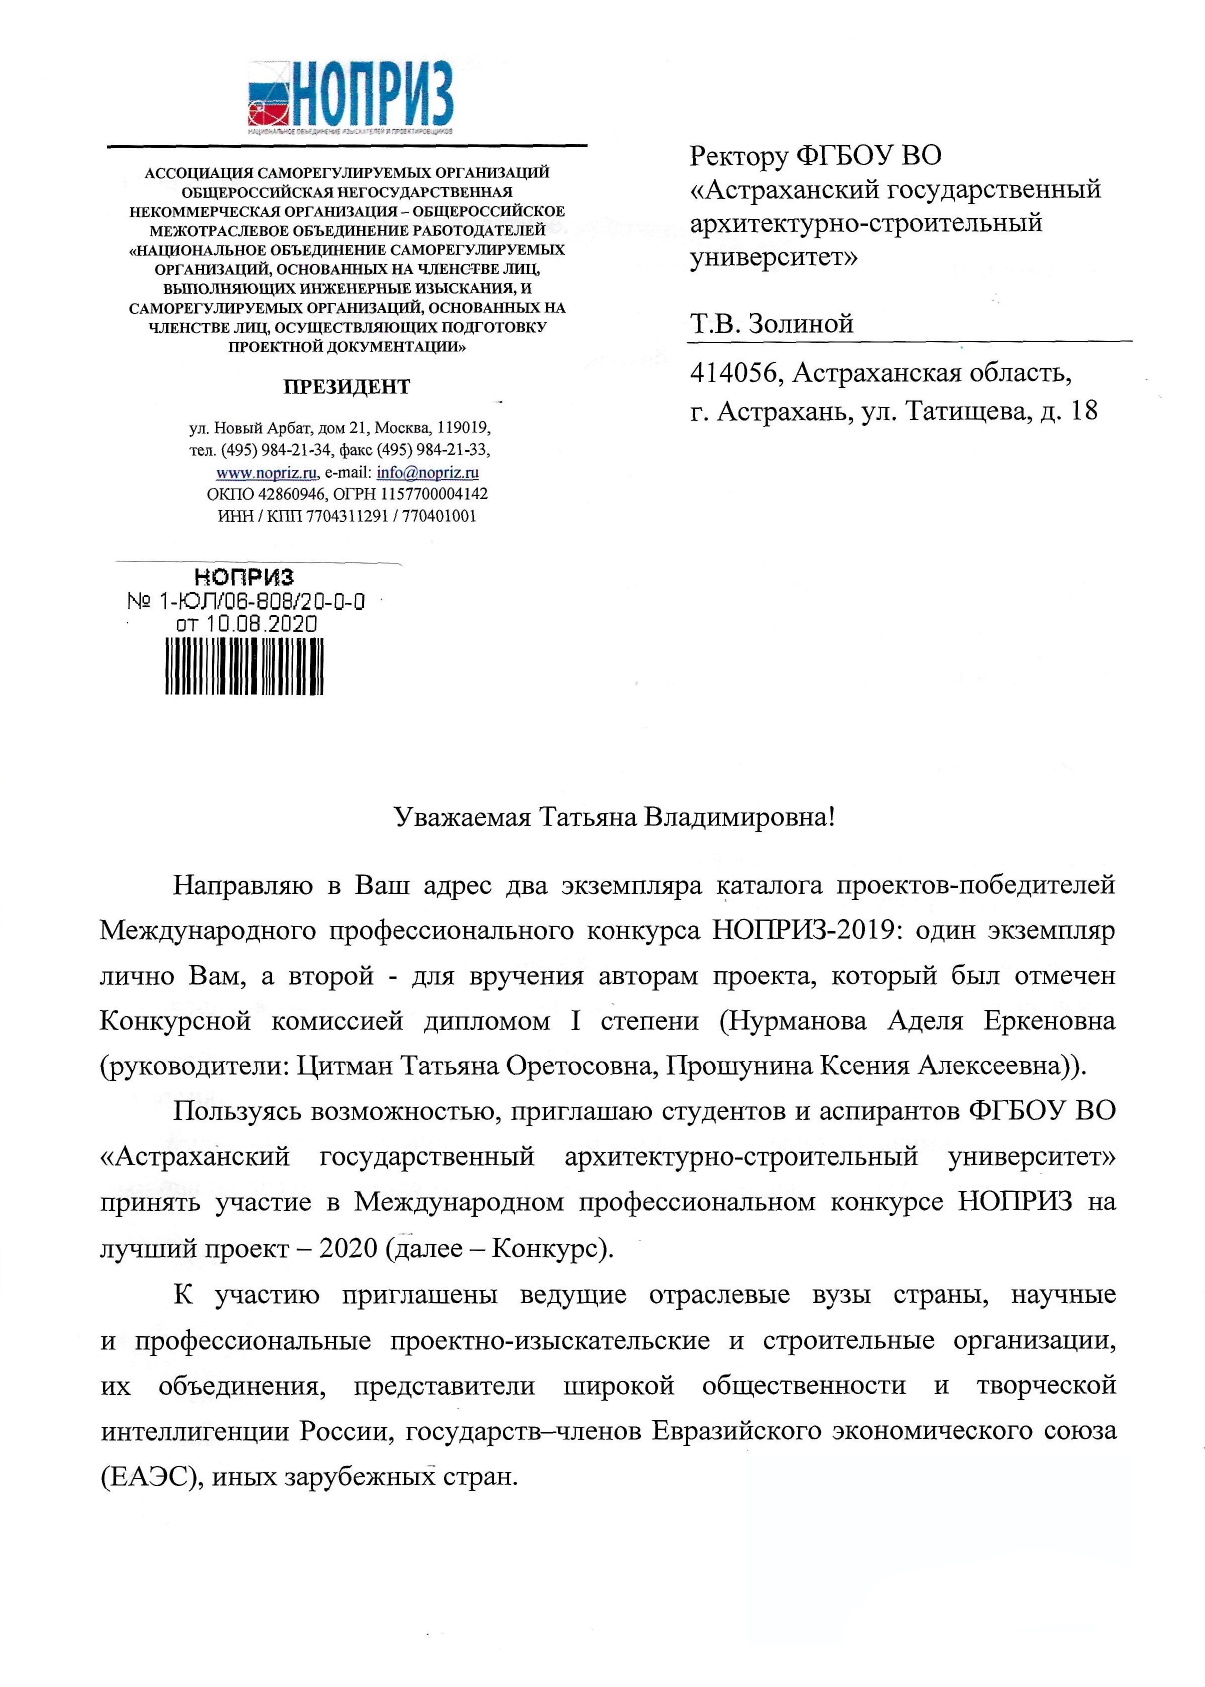 НОПРИЗ
НАЦИОНАЛЬНОЕ ОБЪЕДИНЕНИЕ ИЗЫСКАТЕЛЕЙ И ПРОЕКТИРОВЩИКОВ
АССОЦИАЦИЯ САМОРЕГУЛИРУЕМЫХ ОРГАНИЗАЦИЙ
ОБЩЕРОССИЙСКАЯ НЕГОСУДАРСТВЕННАЯ
НЕКОММЕРЧЕСКАЯ ОРГАНИЗАЦИЯ – ОБЩЕРОССИЙСКОЕ
МЕЖОТРАСЛЕВОЕ ОБЪЕДИНЕНИЕ РАБОТОДАТЕЛЕЙ
«НАЦИОНАЛЬНОЕ ОБЪЕДИНЕНИЕ САМОРЕГУЛИРУЕМЫХ
ОРГАНИЗАЦИЙ, ОСНОВАННЫХ НА ЧЛЕНСТВЕ ЛИЦ,
ВЫПОЛНЯЮЩИХ ИНЖЕНЕРНЫЕ ИЗЫСКАНИЯ, И
САМОРЕГУЛИРУЕМЫХ ОРГАНИЗАЦИЙ, ОСНОВАННЫХ НА
ЧЛЕНСТВЕ ЛИЦ, ОСУЩЕСТВЛЯЮЩИХ ПОДГОТОВКУ
ПРОЕКТНОЙ ДОКУМЕНТАЦИИ»
ПРЕЗИДЕНТ
ул. Новый Арбат, дом 21, Москва, 119019,
тел. (495) 984-21-34, факс (495) 984-21-33,
www.nopriz.ru, e-mail: info@nopriz.ru
ОКПО 42860946, ОГРН 1157700004142
ИНН / КПП 7704311291 / 770401001
НОПРИЗ
№ 1-ЮЛ/06-808/20-0-0
от 10.08.2020
Ректору ФГБОУ ВО
«Астраханский государственный
архитектурно-строительный
университет»
Т.В. Золиной
414056, Астраханская область,
г. Астрахань, ул. Татищева, д. 18
Уважаемая Татьяна Владимировна!
Направляю в Ваш адрес два экземпляра каталога проектов-победителей
Международного профессионального конкурса НОПРИЗ-2019: один экземпляр
лично Вам, а второй - для вручения авторам проекта, который был отмечен
Конкурсной комиссией дипломом I степени (Нурманова Аделя Еркеновна
(руководители: Цитман Татьяна Оретосовна, Прошунина Ксения Алексеевна)).
Пользуясь возможностью, приглашаю студентов и аспирантов ФГБОУ ВО
«Астраханский государственный архитектурно-строительный университет»
принять участие в Международном профессиональном конкурсе НОПРИЗ на
лучший проект – 2020 (далее – Конкурс).
К участию приглашены ведущие отраслевые вузы страны, научные
и профессиональные проектно-изыскательские и строительные организации,
их объединения, представители широкой общественности и творческой
интеллигенции России, государств–членов Евразийского экономического союза
(ЕАЭС), иных зарубежных стран.